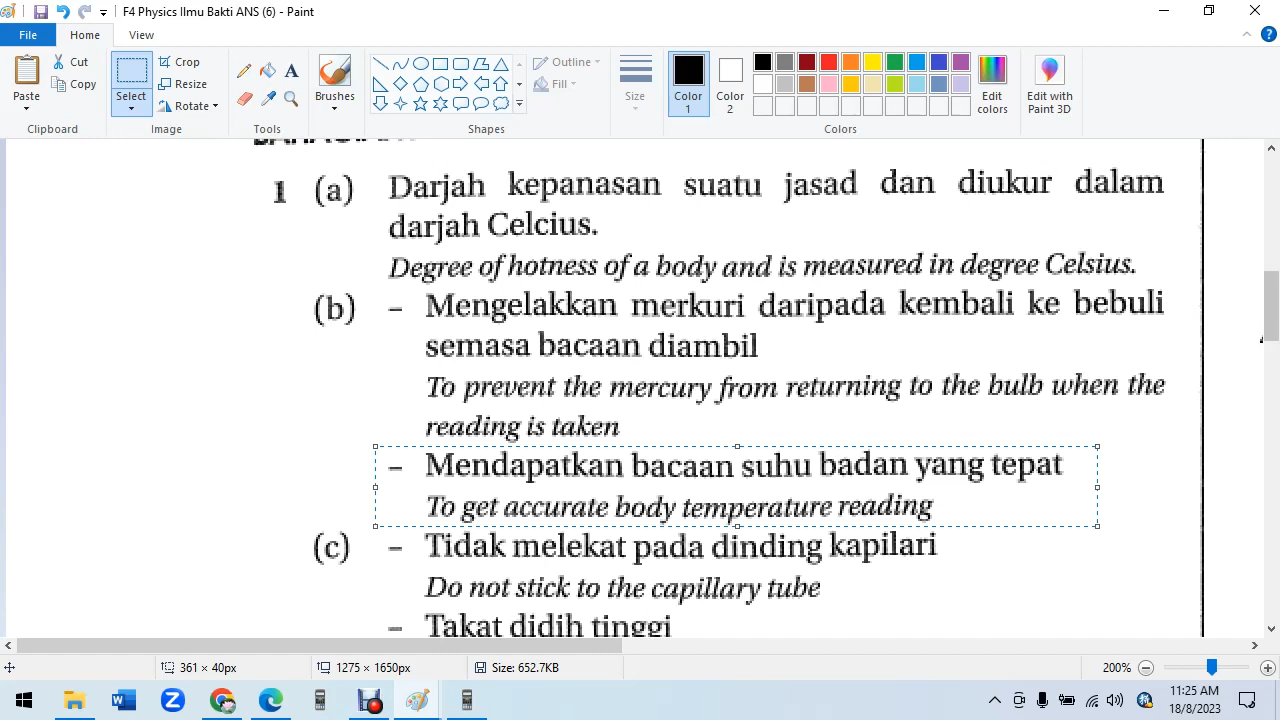 F4 Physics Ilmu Bakti ANS (6) - Paint
File Home View
Paste
Cut
Copy
Clipboard
Select
Crop
Resize
Rotate
Image
A
Tools
Brushes
Shapes
Outline
Fill
Size
Color 1
Color 2
Colors
Edit colors
Edit with Paint 3D
1 (a) Darjah kepanasan suatu jasad dan diukur dalam
darjah Celcius.
Degree of hotness of a body and is measured in degree Celsius.
(b) – Mengelakkan merkuri daripada kembali ke bebuli
semasa bacaan diambil
To prevent the mercury from returning to the bulb when the
reading is taken
– Mendapatkan bacaan suhu badan yang tepat
To get accurate body temperature reading
(c) – Tidak melekat pada dinding kapilari
Do not stick to the capillary tube
– Takat didih tinggi
361 × 40px 1275 × 1650px Size: 652.7KB 200%
11:25 AM
18/8/2023